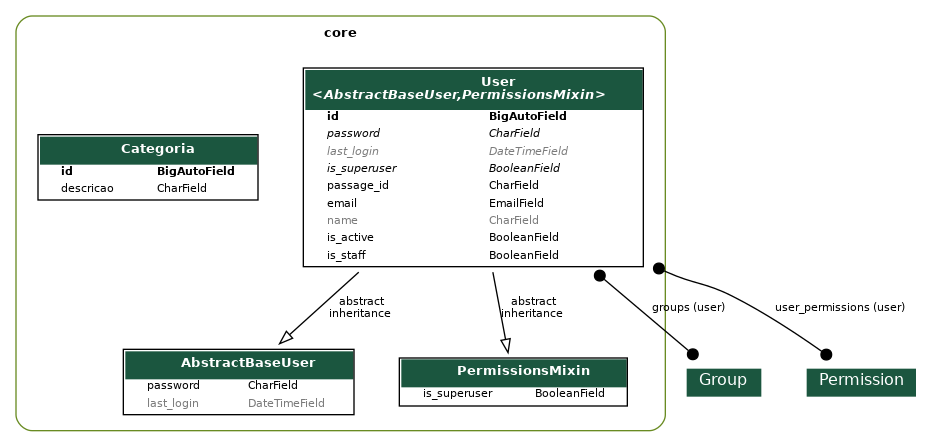 core
User
<AbstractBaseUser,PermissionsMixin>
id BigAutoField
password CharField
last_login DateTimeField
is_superuser BooleanField
passage_id CharField
email EmailField
name CharField
is_active BooleanField
is_staff BooleanField
Categoria
id BigAutoField
descricao CharField
abstract
inheritance
abstract
inheritance
groups (user)
user_permissions (user)
AbstractBaseUser
password CharField
last_login DateTimeField
PermissionsMixin
is_superuser BooleanField
Group
Permission